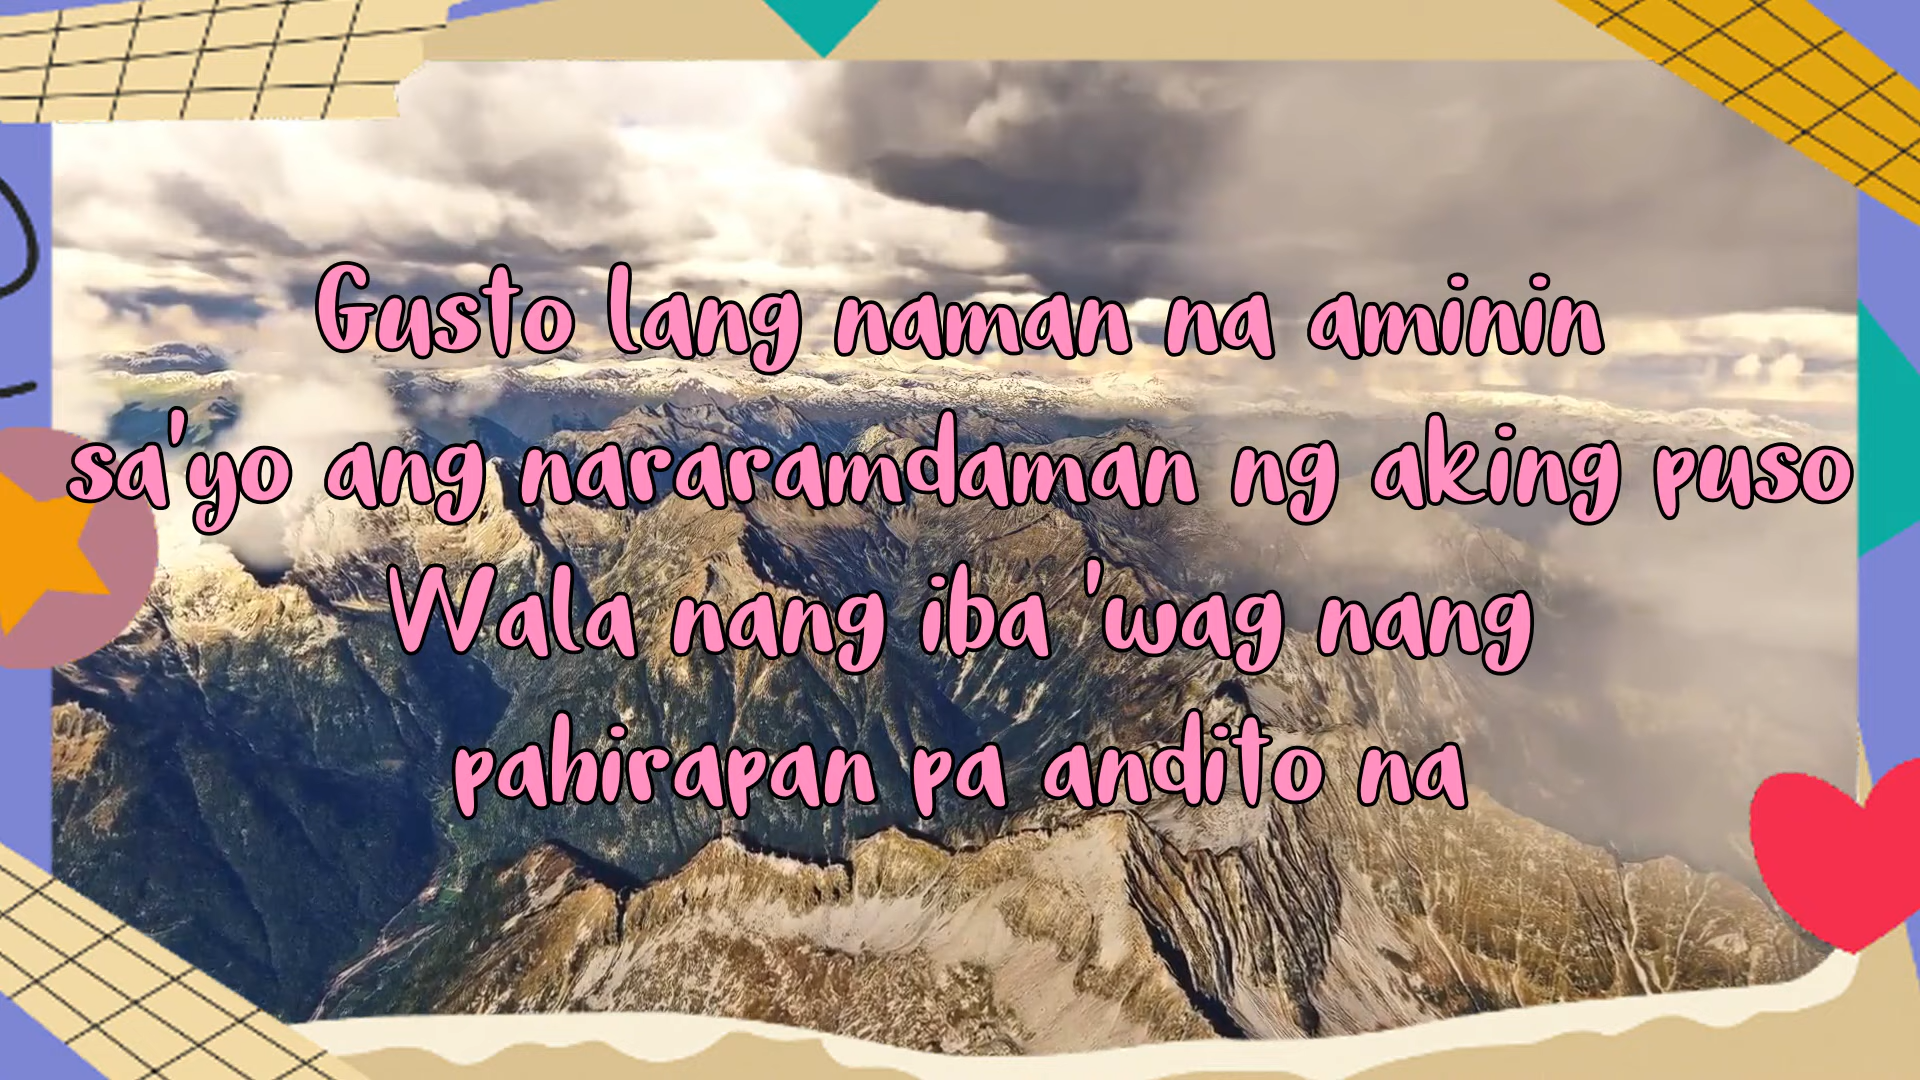 Gusto lang naman na aminin
sa'yo ang nararamdaman ng aking puso
Wala nang iba 'wag nang
pahirapan pa andito na